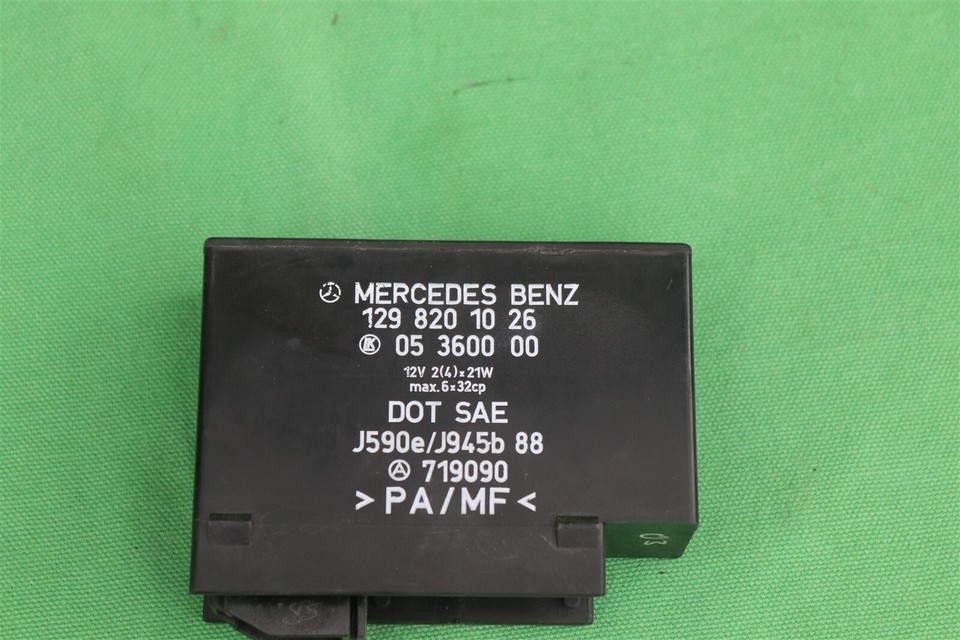 MERCEDES BENZ
129 820 10 26
LK 05 3600 00
12V 2(4)x21W
max.6x32cp
DOT SAE
J590e/J945b 88
A 719090
>PA/MF<